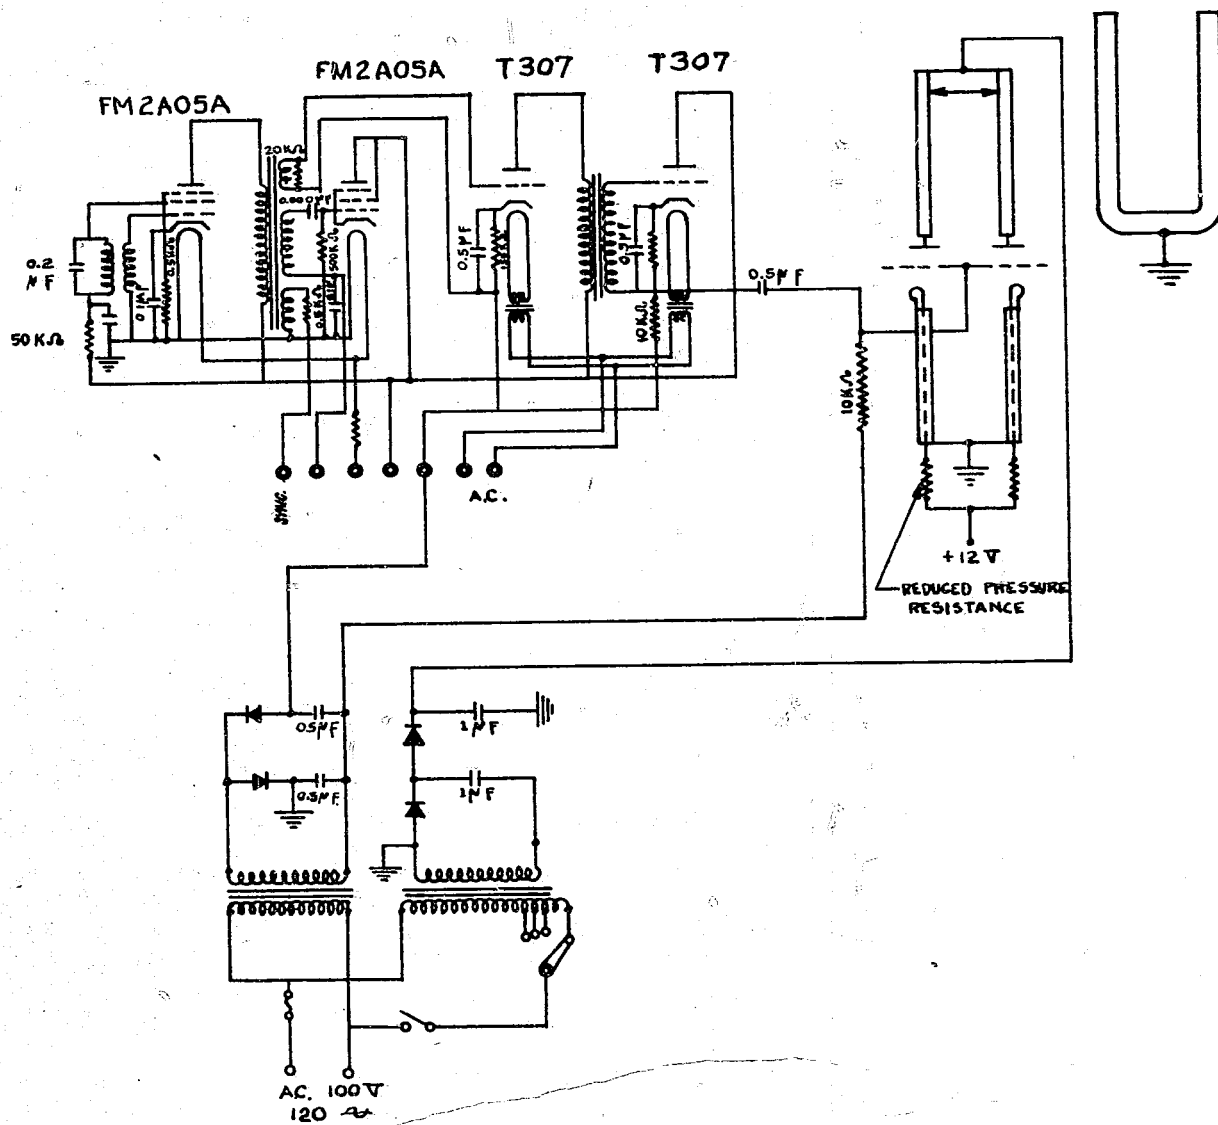 FM2A05A
FM2A05A
T307
T307
20KΩ
0.2
μF
50KΩ
0.5μF
0.5μF
0.5μF
500KΩ
10KΩ
10KΩ
SYNC.
A.C.
+12V
REDUCED PRESSURE
RESISTANCE
0.5μF
1μF
0.5μF
1μF
A.C. 100V
120 ~